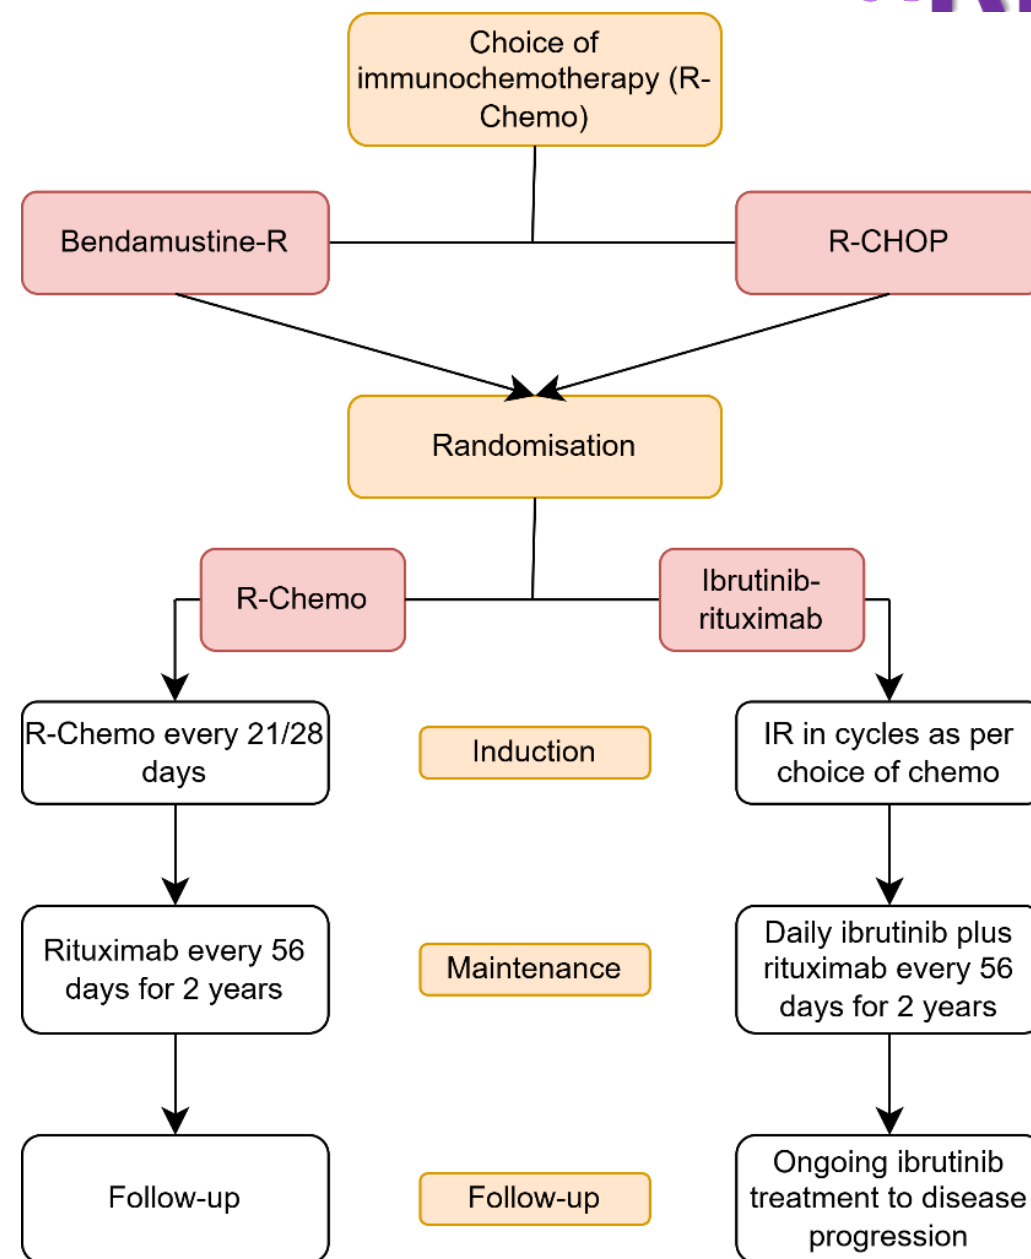 Choice of
immunochemotherapy (R-
Chemo)
Bendamustine-R
R-CHOP
Randomisation
R-Chemo
Ibrutinib-
rituximab
R-Chemo every 21/28
days
Induction
IR in cycles as per
choice of chemo
Rituximab every 56
days for 2 years
Maintenance
Daily ibrutinib plus
rituximab every 56
days for 2 years
Follow-up
Follow-up
Ongoing ibrutinib
treatment to disease
progression